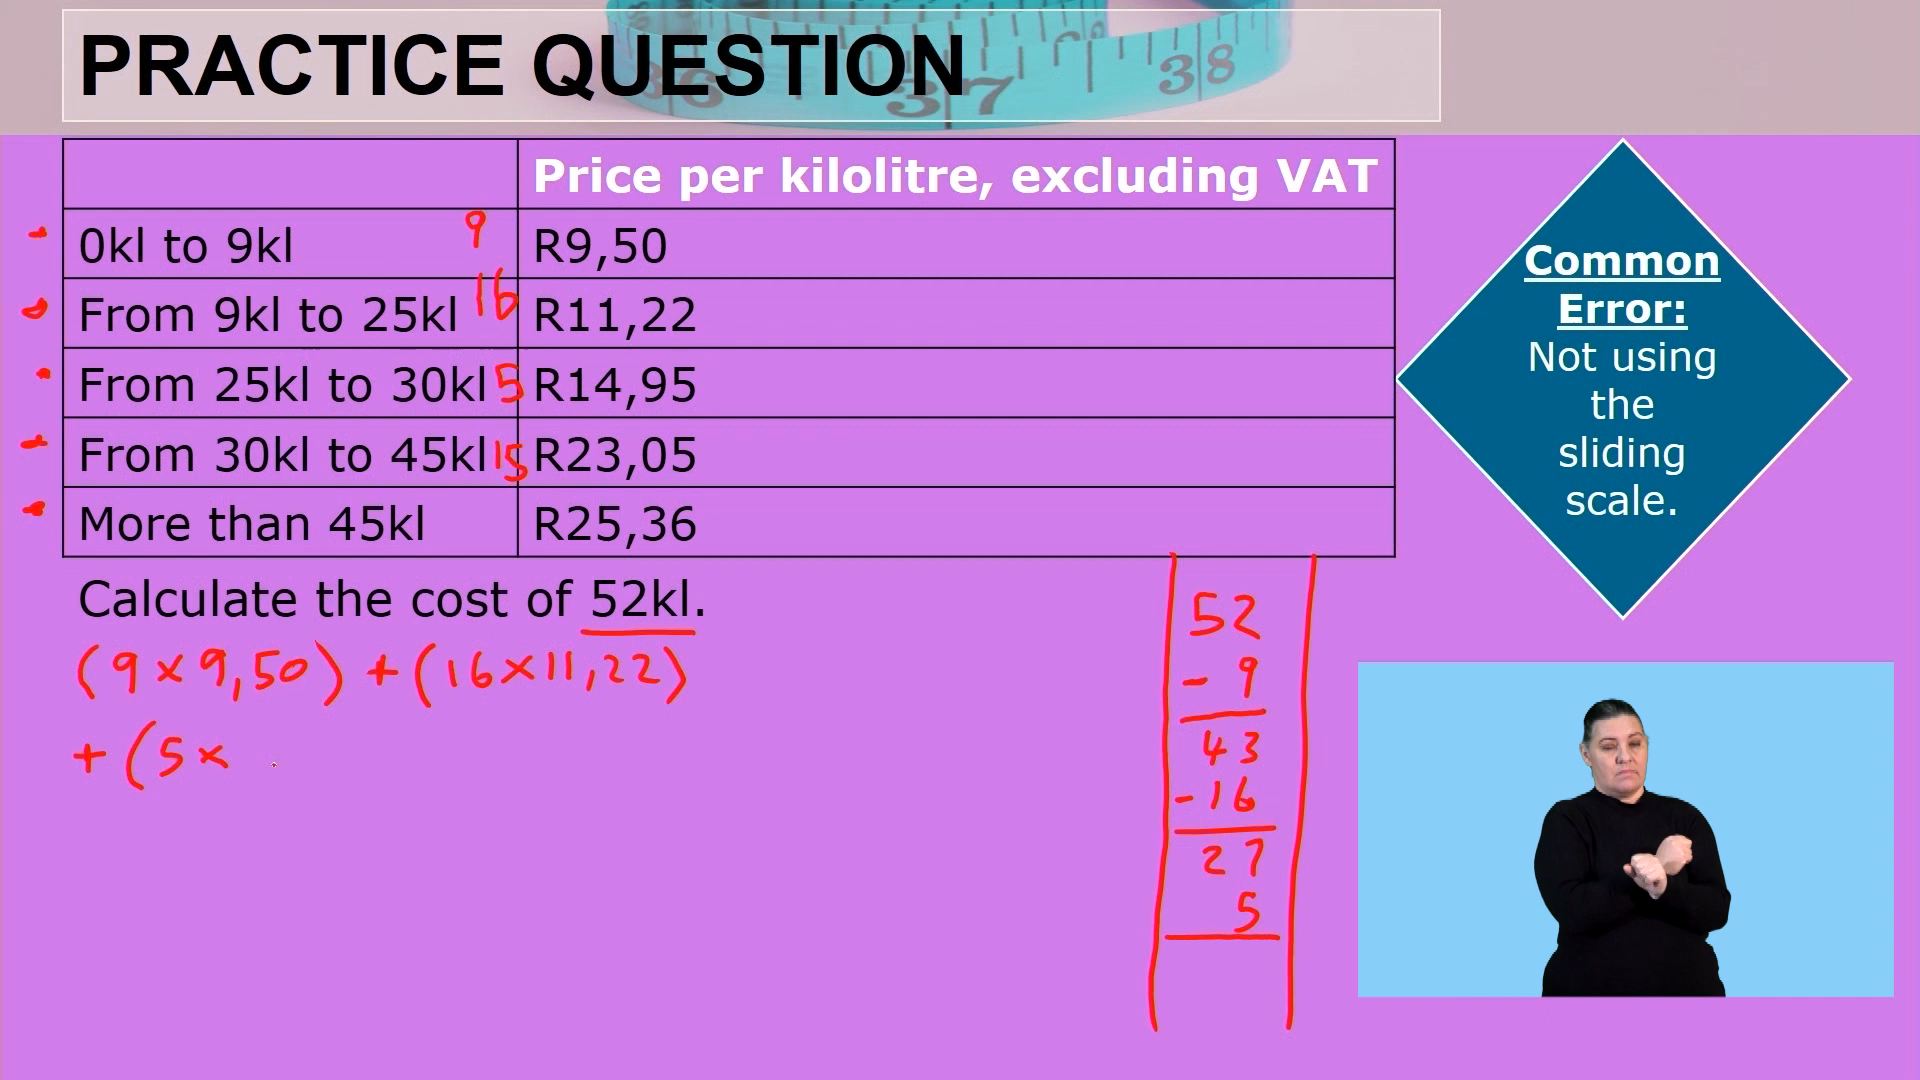 PRACTICE QUESTION
36 37 38
Price per kilolitre, excluding VAT
0kl to 9kl 9 R9,50
From 9kl to 25kl 16 R11,22
From 25kl to 30kl 5 R14,95
From 30kl to 45kl 15 R23,05
More than 45kl R25,36
Common
Error:
Not using
the
sliding
scale.
Calculate the cost of 52kl.
(9 × 9,50) + (16 × 11,22)
+ (5 ×
52
- 9
43
- 16
27
5